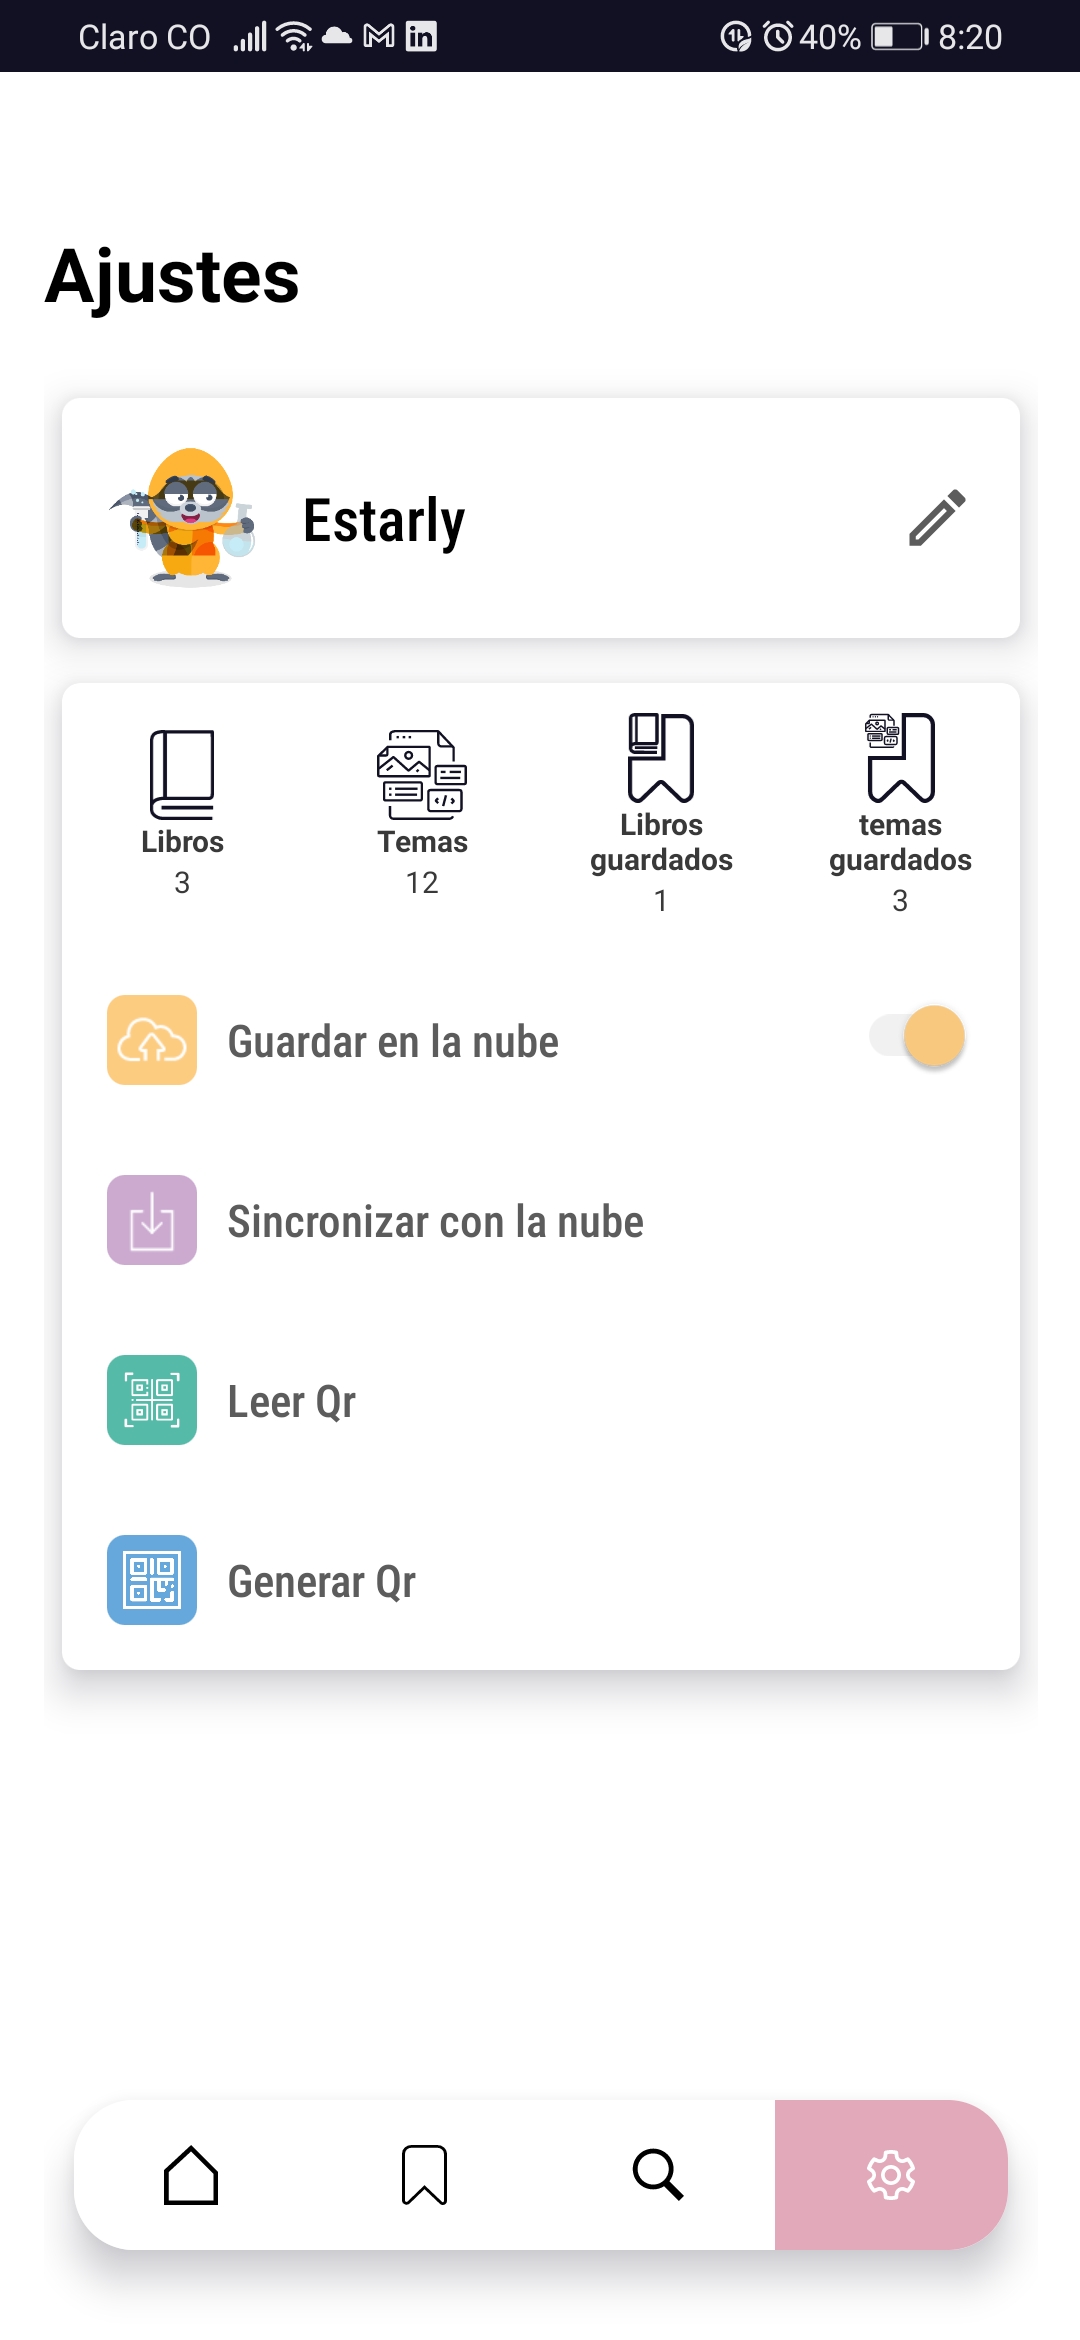 Claro CO 40% 8:20
Ajustes
Estarly
Libros
3
Temas
12
Libros
guardados
1
temas
guardados
3
Guardar en la nube
Sincronizar con la nube
Leer Qr
Generar Qr